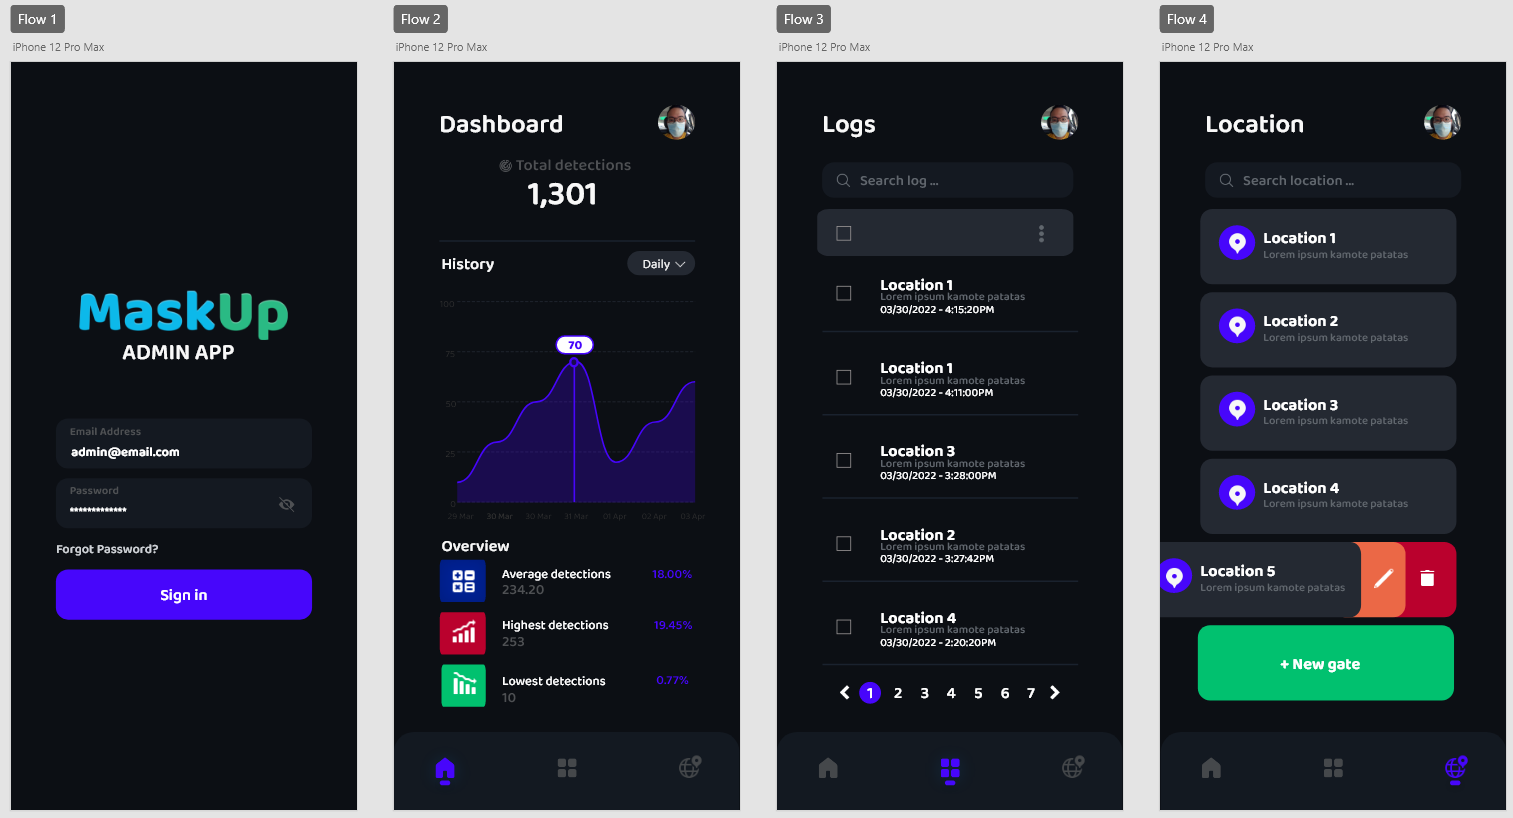 Flow 1
iPhone 12 Pro Max
MaskUp
ADMIN APP
Email Address
admin@email.com
Password
*************
Forgot Password?
Sign in
Flow 2
iPhone 12 Pro Max
Dashboard
Total detections
1,301
History
Daily
100
75
50
25
0
70
29 Mar 30 Mar 30 Mar 31 Mar 01 Apr 02 Apr 03 Apr
Overview
Average detections 18.00%
234.20
Highest detections 19.45%
253
Lowest detections 0.77%
10
Flow 3
iPhone 12 Pro Max
Logs
Search log ...
Location 1
Lorem ipsum kamote patatas
03/30/2022 - 4:15:20PM
Location 1
Lorem ipsum kamote patatas
03/30/2022 - 4:11:00PM
Location 3
Lorem ipsum kamote patatas
03/30/2022 - 3:28:00PM
Location 2
Lorem ipsum kamote patatas
03/30/2022 - 3:27:42PM
Location 4
Lorem ipsum kamote patatas
03/30/2022 - 2:20:20PM
1 2 3 4 5 6 7
Flow 4
iPhone 12 Pro Max
Location
Search location ...
Location 1
Lorem ipsum kamote patatas
Location 2
Lorem ipsum kamote patatas
Location 3
Lorem ipsum kamote patatas
Location 4
Lorem ipsum kamote patatas
Location 5
Lorem ipsum kamote patatas
+ New gate